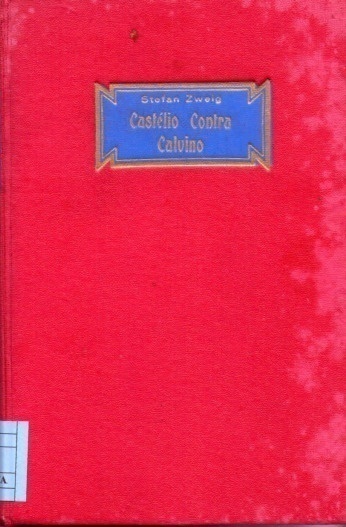 Stefan Zweig
Castélio Contra
Calvino
A